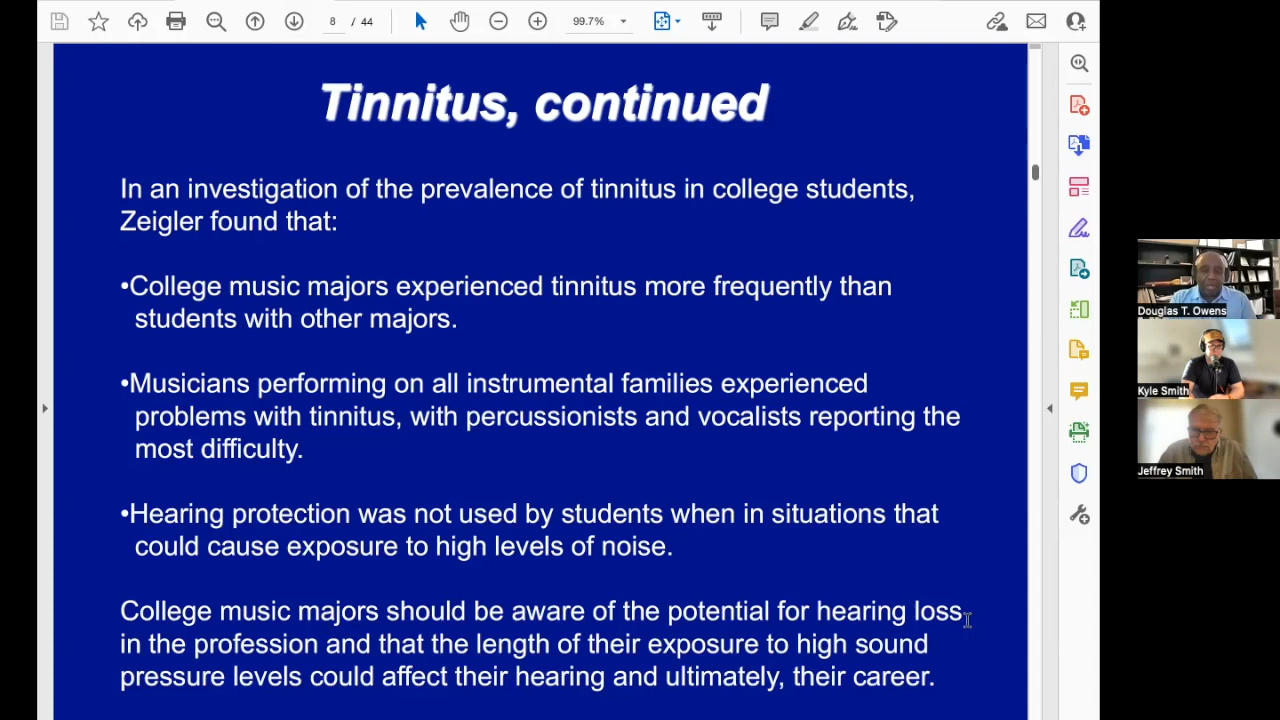 8 / 44
99.7%
Tinnitus, continued
In an investigation of the prevalence of tinnitus in college students,
Zeigler found that:
•College music majors experienced tinnitus more frequently than
students with other majors.
•Musicians performing on all instrumental families experienced
problems with tinnitus, with percussionists and vocalists reporting the
most difficulty.
•Hearing protection was not used by students when in situations that
could cause exposure to high levels of noise.
College music majors should be aware of the potential for hearing loss
in the profession and that the length of their exposure to high sound
pressure levels could affect their hearing and ultimately, their career.
Douglas T. Owens
Kyle Smith
Jeffrey Smith